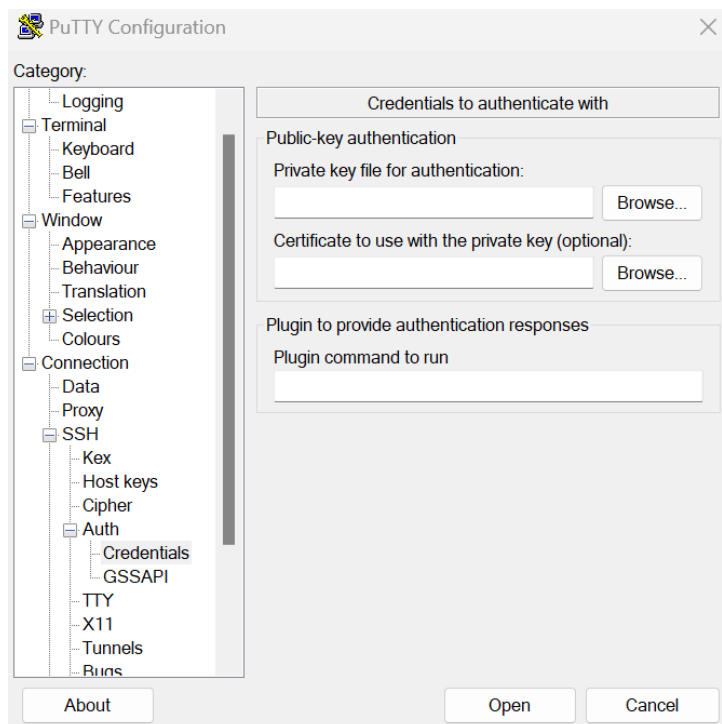 PuTTY Configuration
Category:
Logging
Terminal
Keyboard
Bell
Features
Window
Appearance
Behaviour
Translation
Selection
Colours
Connection
Data
Proxy
SSH
Kex
Host keys
Cipher
Auth
Credentials
GSSAPI
TTY
X11
Tunnels
Bugs
Credentials to authenticate with
Public-key authentication
Private key file for authentication:
Browse...
Certificate to use with the private key (optional):
Browse...
Plugin to provide authentication responses
Plugin command to run
About
Open
Cancel